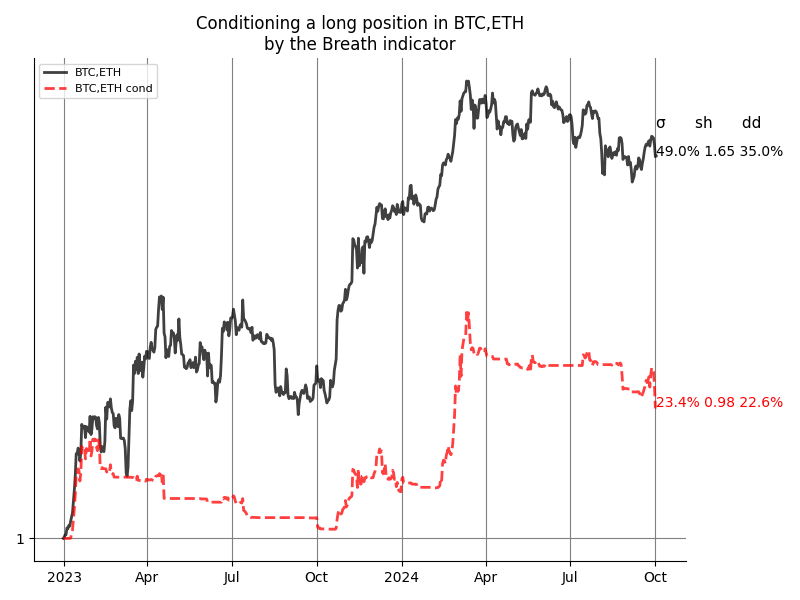 Conditioning a long position in BTC,ETH
by the Breath indicator
BTC,ETH
BTC,ETH cond
σ sh dd
49.0% 1.65 35.0%
23.4% 0.98 22.6%
1
2023 Apr Jul Oct 2024 Apr Jul Oct